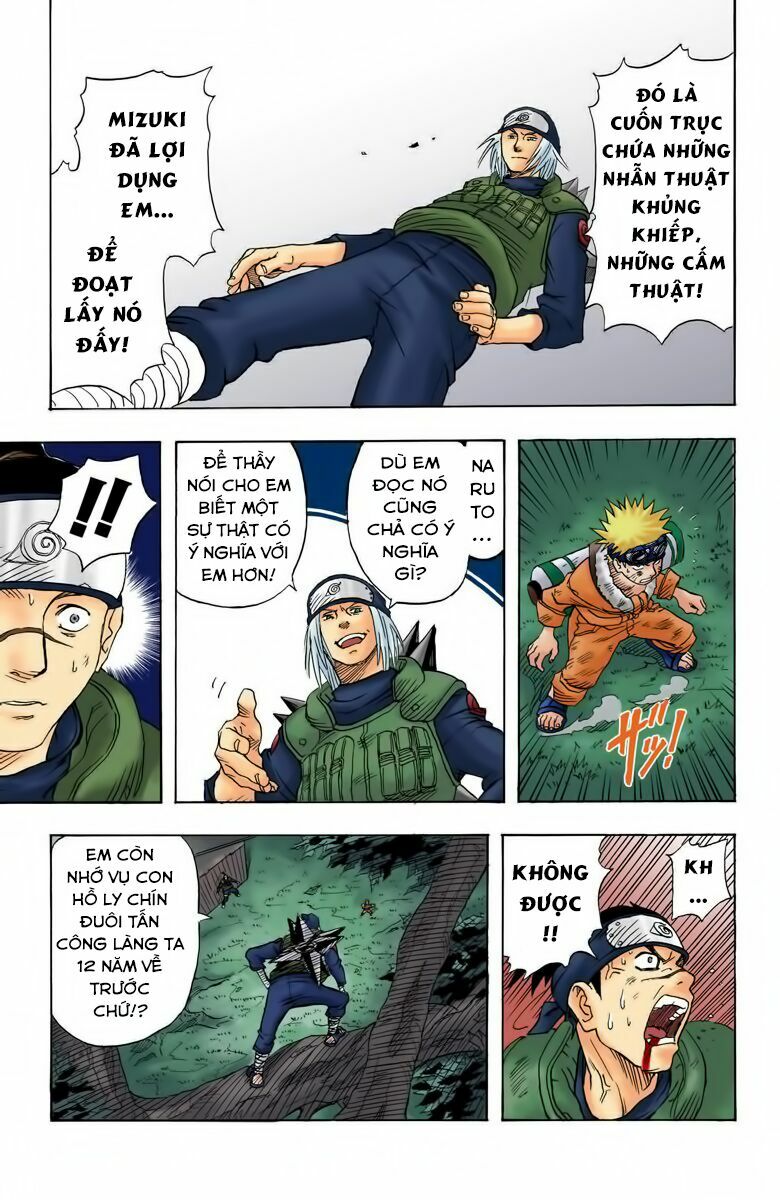 ĐÓ LÀ
CUỐN TRỤC
CHỨA NHỮNG
NHẪN THUẬT
KHỦNG
KHIẾP,
NHỮNG CẤM
THUẬT!
MIZUKI
ĐÃ LỢI
DỤNG
EM...
ĐỂ
ĐOẠT
LẤY NÓ
ĐẤY!
ザッ!
NA
RU
TO
...
DÙ EM
ĐỌC NÓ
CŨNG
CHẢ CÓ Ý
NGHĨA
GÌ?
ĐỂ THẦY
NÓI CHO EM
BIẾT MỘT
SỰ THẬT CÓ
Ý NGHĨA VỚI
EM HƠN!
!!
KH
...
KHÔNG
ĐƯỢC
!!
EM CÒN
NHỚ VỤ CON
HỒ LY CHÍN
ĐUÔI TẤN
CÔNG LÀNG TA
12 NĂM VỀ
TRƯỚC
CHỨ!?